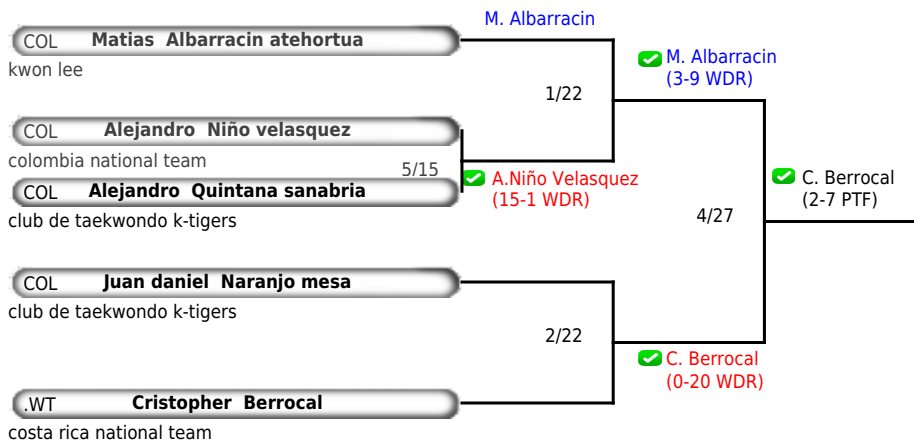 M. Albarracin
COL Matias Albarracin atehortua
kwon lee
M. Albarracin
(3-9 WDR)
1/22
COL Alejandro Niño velasquez
colombia national team
5/15
A.Niño Velasquez
(15-1 WDR)
COL Alejandro Quintana sanabria
club de taekwondo k-tigers
C. Berrocal
(2-7 PTF)
4/27
COL Juan daniel Naranjo mesa
club de taekwondo k-tigers
2/22
C. Berrocal
(0-20 WDR)
.WT Cristopher Berrocal
costa rica national team